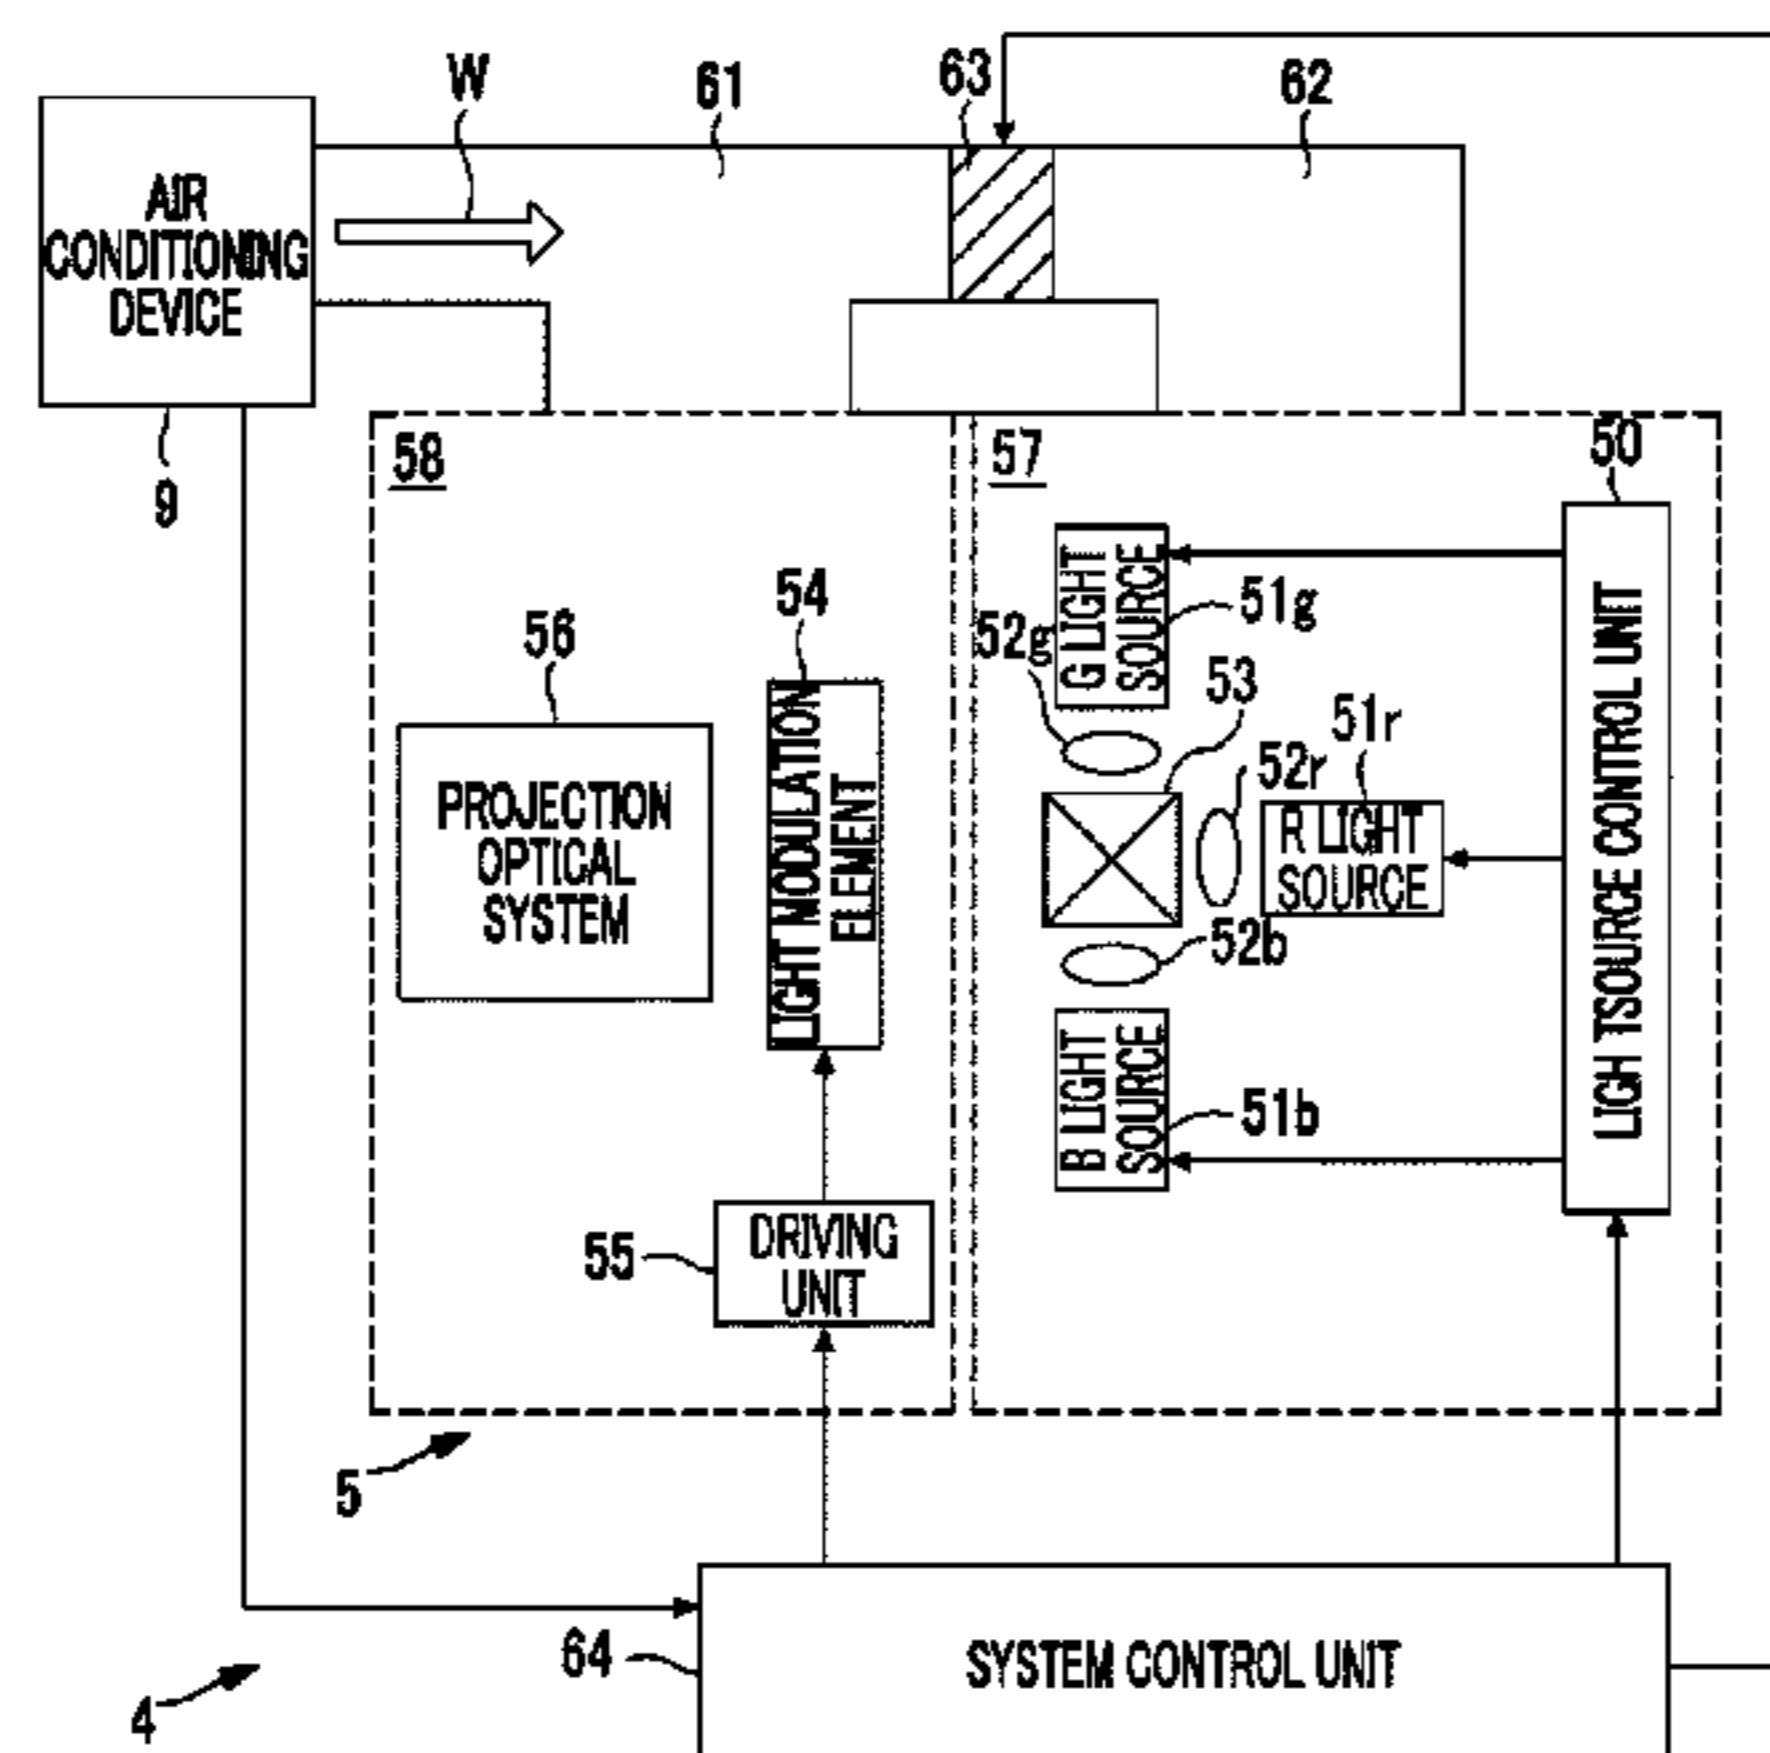 W
61
63
62
AIR
CONDITIONING
DEVICE
9
58
57
50
54
56
G LIGHT
SOURCE
51g
52g
53
51r
52r
R LIGHT
SOURCE
PROJECTION
OPTICAL
SYSTEM
LIGHT MODULATION
ELEMENT
LIGH TSOURCE CONTROL UNIT
52b
B LIGHT
SOURCE
51b
55
DRIVING
UNIT
5
64
SYSTEM CONTROL UNIT
4